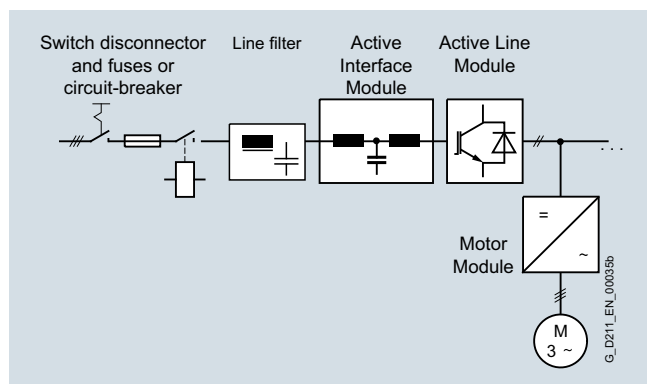 Switch disconnector
and fuses or
circuit-breaker
Line filter
Active
Interface
Module
Active Line
Module
. . .
=
~
Motor
Module
M
3 ~
G_D211_EN_00035b